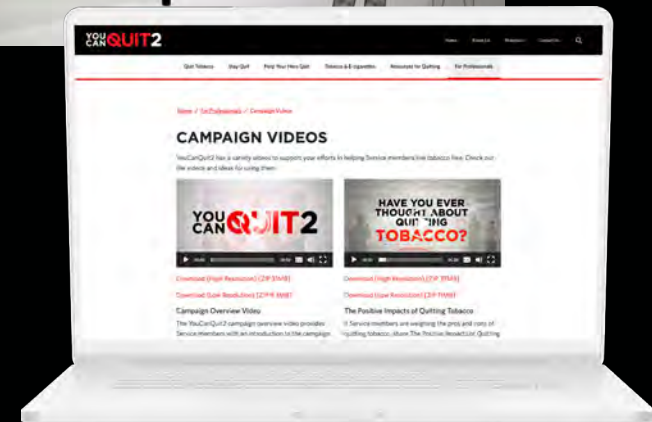 YOU CAN QUIT2
Quit Tobacco Stay Quit Help Your Hero Quit Tobacco & E-cigarettes Resources for Quitting For Professionals
Home / For Professionals / Campaign Videos
CAMPAIGN VIDEOS
YouCanQuit2 has a variety videos to support your efforts in helping Service members live tobacco free. Check out
the videos and ideas for using them.
YOU CAN QUIT2
HAVE YOU EVER
THOUGHT ABOUT
QUITTING
TOBACCO?
Download (High Resolution)
Download (Low Resolution)
Campaign Overview Video
The YouCanQuit2 campaign overview video provides
Service members with an introduction to the campaign
Download (High Resolution)
Download (Low Resolution)
The Positive Impacts of Quitting Tobacco
If Service members are weighing the pros and cons of
quitting tobacco, share The Positive Impacts of Quitting